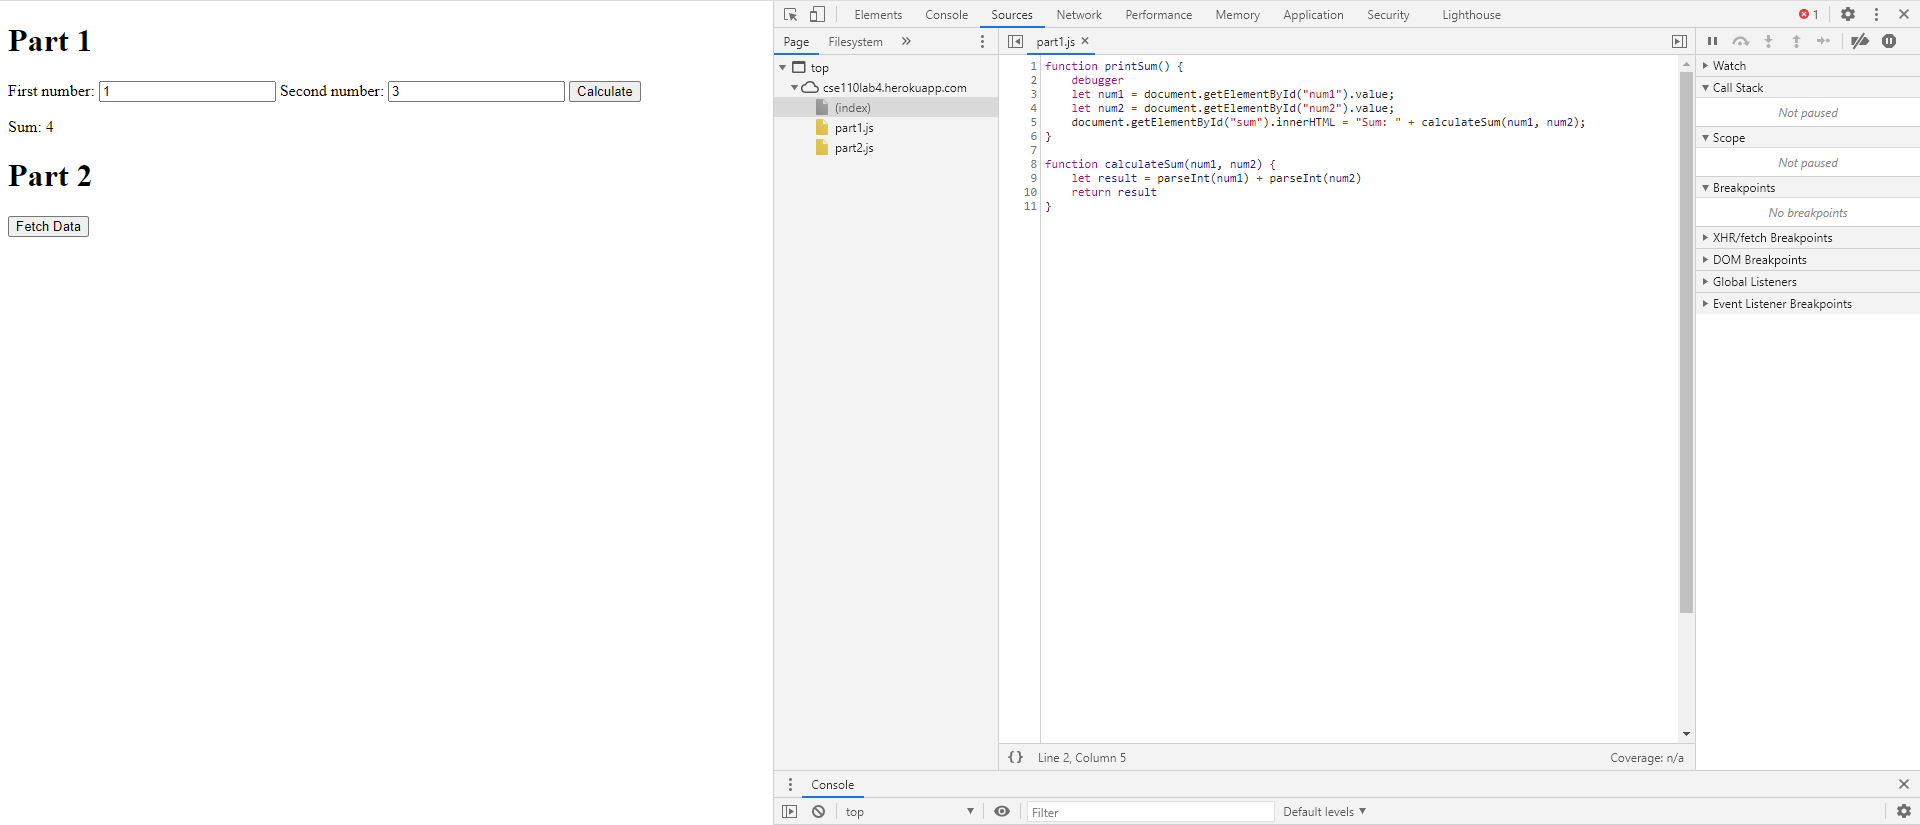 Part 1
First number: 1 Second number: 3 Calculate
Sum: 4
Part 2
Fetch Data
Elements Console Sources Network Performance Memory Application Security Lighthouse 1
Page Filesystem
top
cse110lab4.herokuapp.com
(index)
part1.js
part2.js
part1.js
1 function printSum() {
2 debugger
3 let num1 = document.getElementById("num1").value;
4 let num2 = document.getElementById("num2").value;
5 document.getElementById("sum").innerHTML = "Sum: " + calculateSum(num1, num2);
6 }
7
8 function calculateSum(num1, num2) {
9 let result = parseInt(num1) + parseInt(num2)
10 return result
11 }
{} Line 2, Column 5 Coverage: n/a
Watch
Call Stack
Not paused
Scope
Not paused
Breakpoints
No breakpoints
XHR/fetch Breakpoints
DOM Breakpoints
Global Listeners
Event Listener Breakpoints
Console
top Filter Default levels